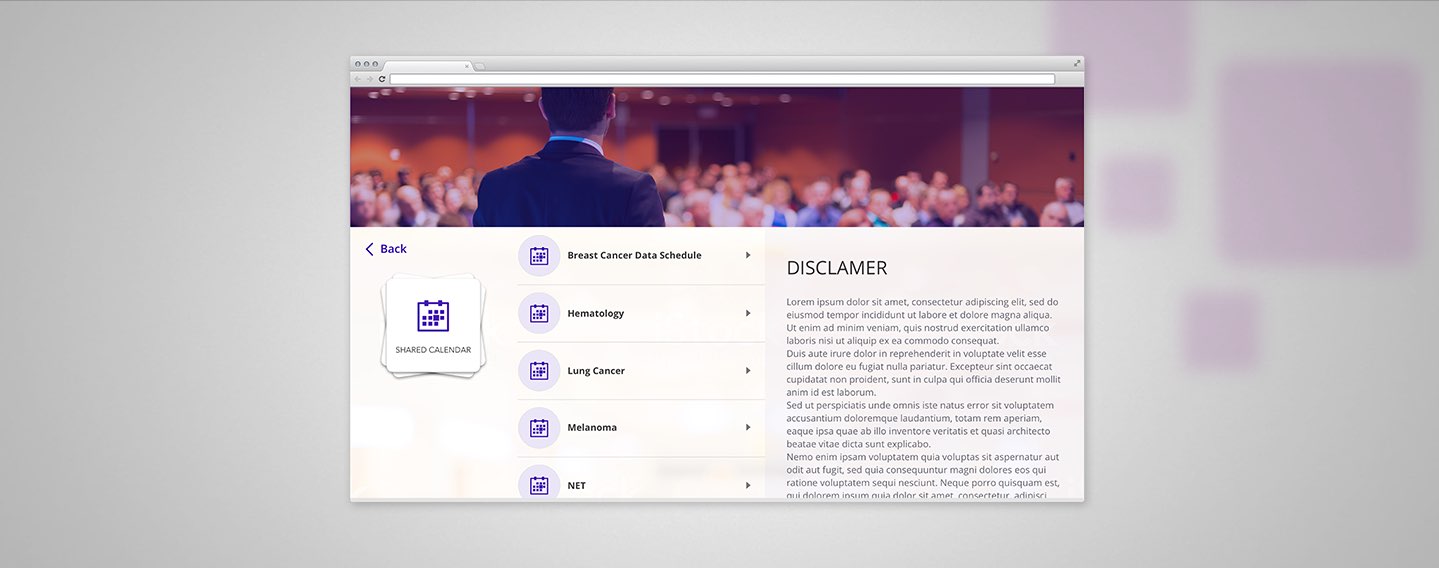 Back
SHARED CALENDAR
Breast Cancer Data Schedule
Hematology
Lung Cancer
Melanoma
NET
DISCLAMER
Lorem ipsum dolor sit amet, consectetur adipiscing elit, sed do
eiusmod tempor incididunt ut labore et dolore magna aliqua.
Ut enim ad minim veniam, quis nostrud exercitation ullamco
laboris nisi ut aliquip ex ea commodo consequat.
Duis aute irure dolor in reprehenderit in voluptate velit esse
cillum dolore eu fugiat nulla pariatur. Excepteur sint occaecat
cupidatat non proident, sunt in culpa qui officia deserunt mollit
anim id est laborum.
Sed ut perspiciatis unde omnis iste natus error sit voluptatem
accusantium doloremque laudantium, totam rem aperiam,
eaque ipsa quae ab illo inventore veritatis et quasi architecto
beatae vitae dicta sunt explicabo.
Nemo enim ipsam voluptatem quia voluptas sit aspernatur aut
odit aut fugit, sed quia consequuntur magni dolores eos qui
ratione voluptatem sequi nesciunt. Neque porro quisquam est,
qui dolorem ipsum quia dolor sit amet, consectetur, adipisci